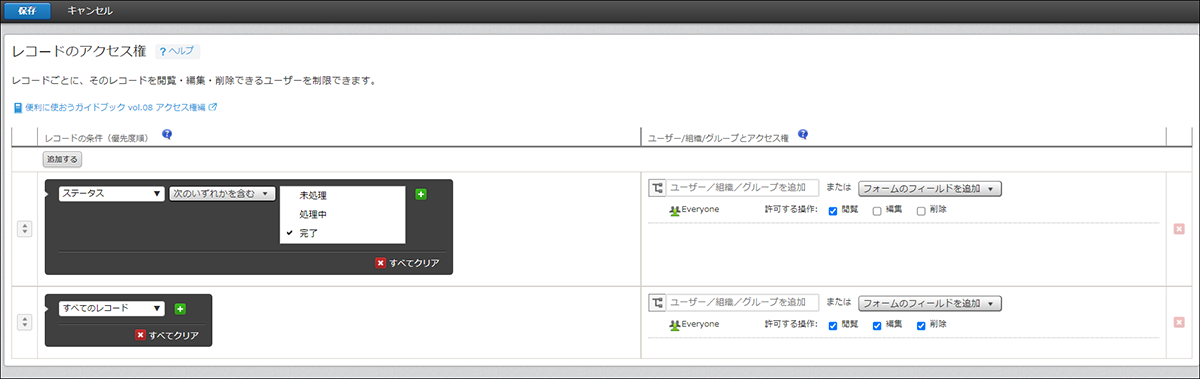 保存 キャンセル
レコードのアクセス権 ? ヘルプ
レコードごとに、そのレコードを閲覧・編集・削除できるユーザーを制限できます。
便利に使おうガイドブック vol.08 アクセス権編
レコードの条件（優先度順） ? ユーザー/組織/グループとアクセス権 ?
追加する
ステータス 次のいずれかを含む 未処理
処理中
✓ 完了
すべてクリア
ユーザー／組織／グループを追加 または フォームのフィールドを追加
Everyone 許可する操作: 閲覧 編集 削除
すべてのレコード
すべてクリア
ユーザー／組織／グループを追加 または フォームのフィールドを追加
Everyone 許可する操作: 閲覧 編集 削除